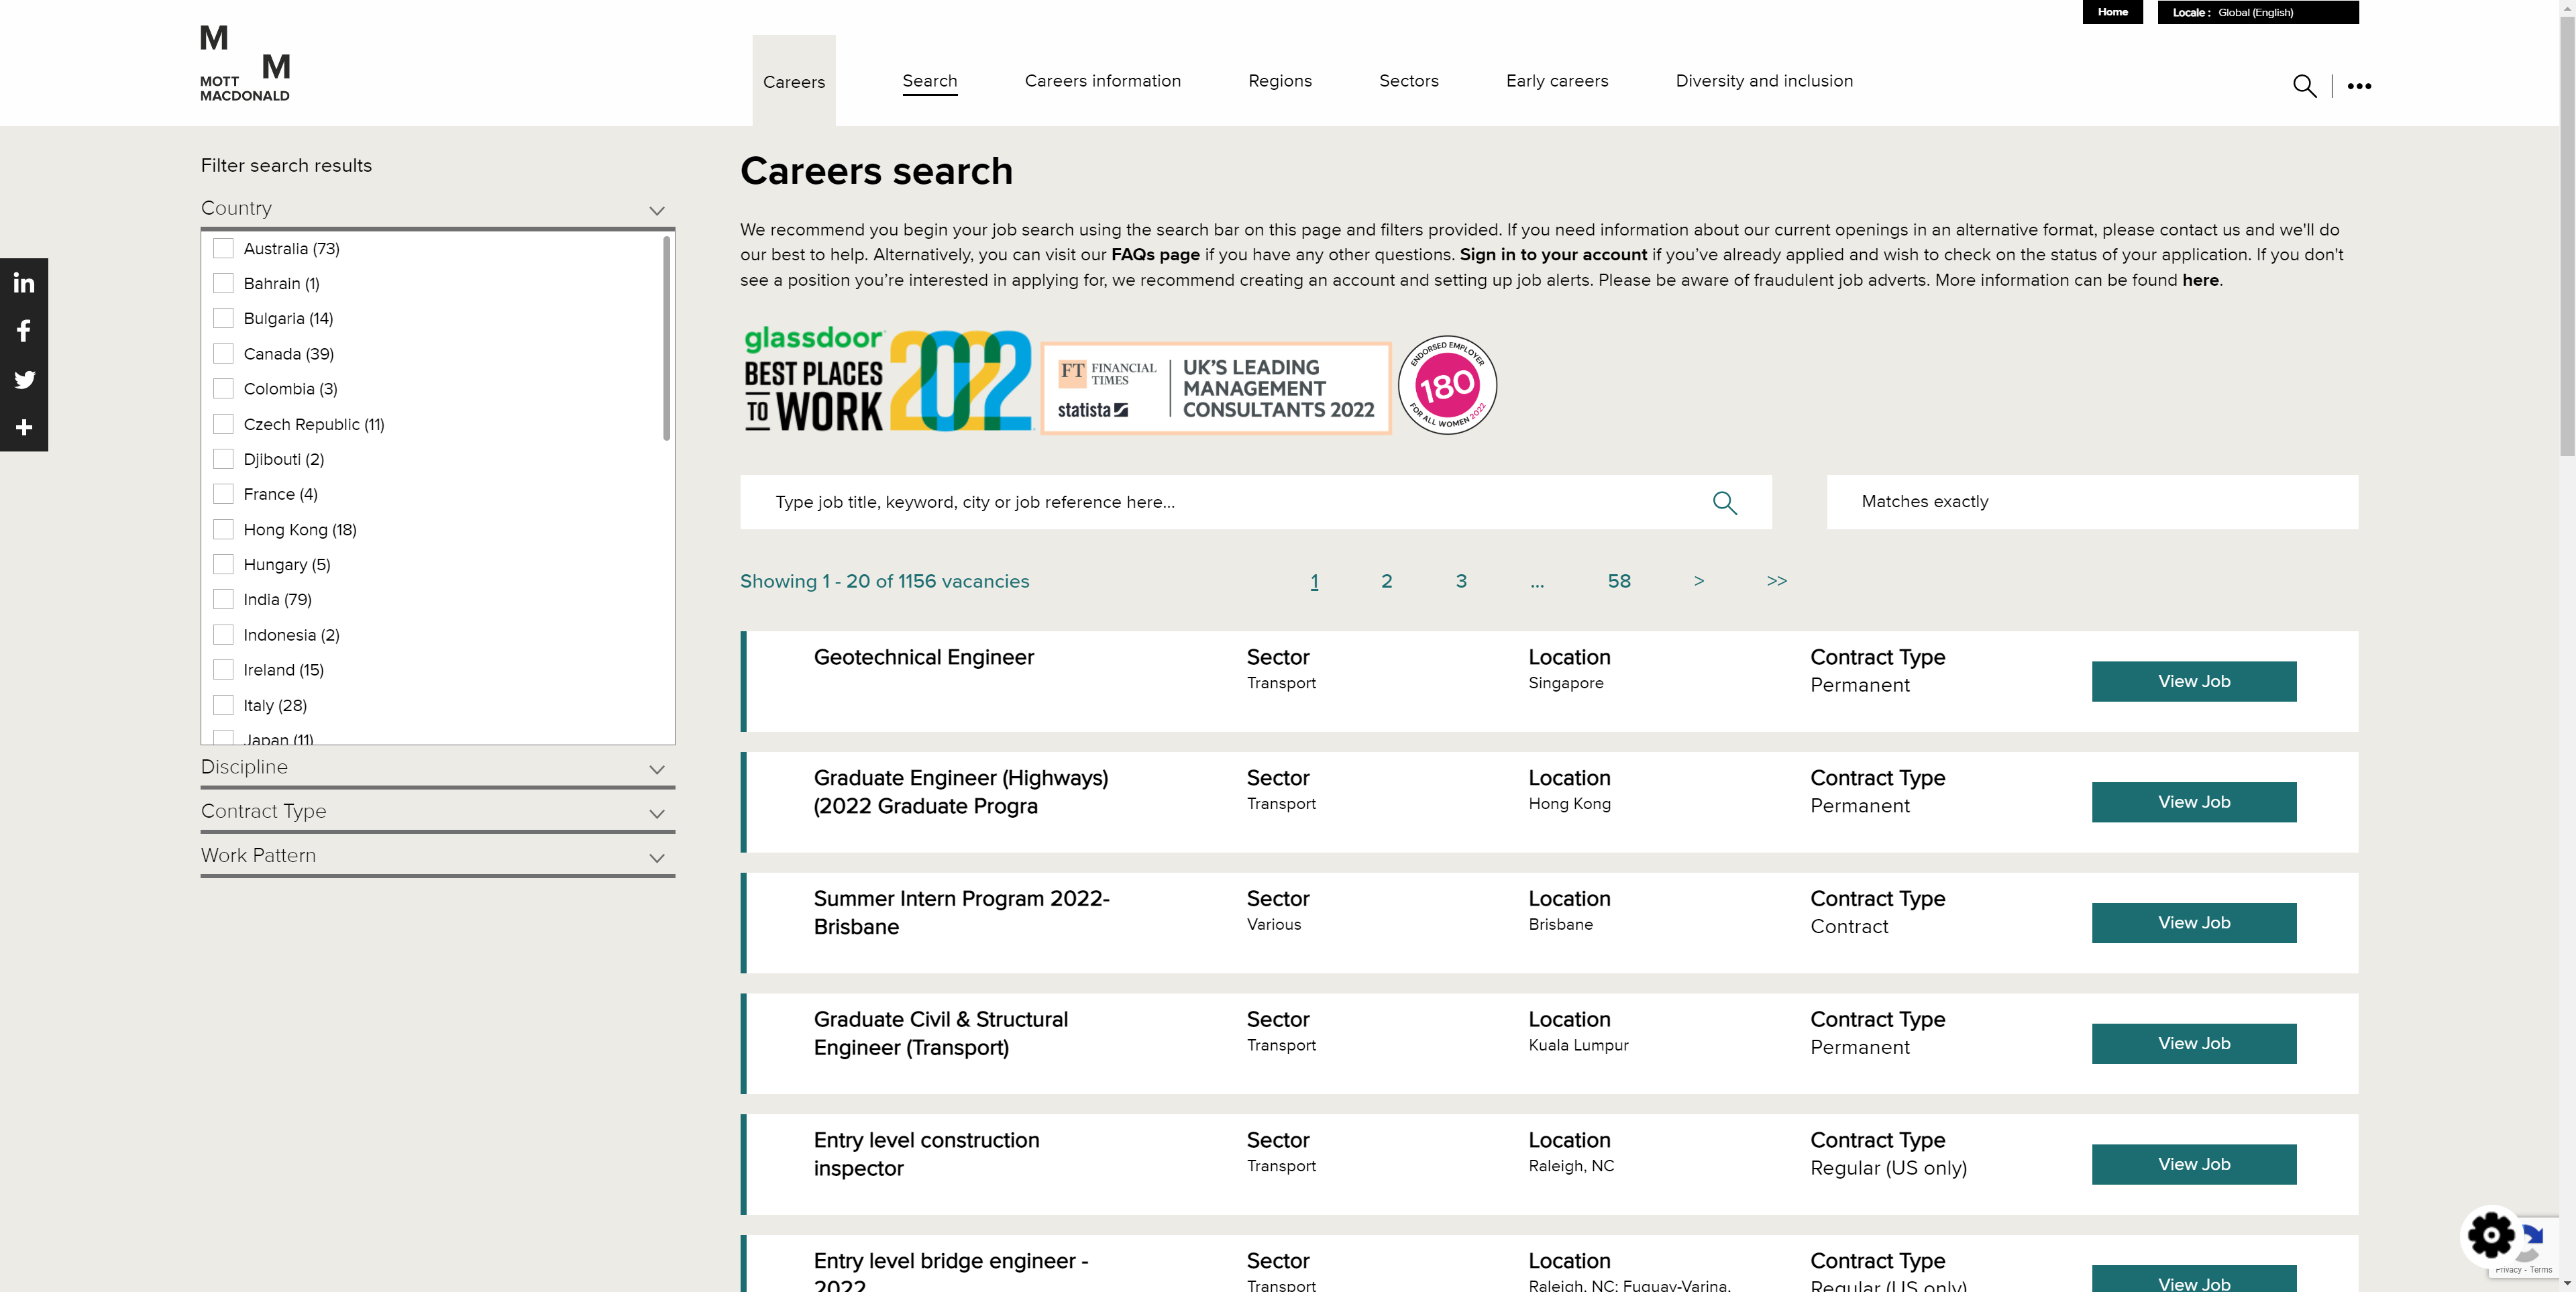 Home
Locale : Global (English)
M
M
MOTT
MACDONALD
Careers
Search
Careers information
Regions
Sectors
Early careers
Diversity and inclusion
Filter search results
Country
Australia (73)
Bahrain (1)
Bulgaria (14)
Canada (39)
Colombia (3)
Czech Republic (11)
Djibouti (2)
France (4)
Hong Kong (18)
Hungary (5)
India (79)
Indonesia (2)
Ireland (15)
Italy (28)
Japan (11)
Discipline
Contract Type
Work Pattern
Careers search
We recommend you begin your job search using the search bar on this page and filters provided. If you need information about our current openings in an alternative format, please contact us and we'll do
our best to help. Alternatively, you can visit our FAQs page if you have any other questions. Sign in to your account if you've already applied and wish to check on the status of your application. If you don't
see a position you're interested in applying for, we recommend creating an account and setting up job alerts. Please be aware of fraudulent job adverts. More information can be found here.
glassdoor
BEST PLACES
TO WORK
2022
FT FINANCIAL
TIMES
statista
UK'S LEADING
MANAGEMENT
CONSULTANTS 2022
ENDORSED EMPLOYER
180
FOR ALL WOMEN 2022
Type job title, keyword, city or job reference here...
Matches exactly
Showing 1 - 20 of 1156 vacancies
1 2 3 ... 58 > >>
Geotechnical Engineer
Sector
Transport
Location
Singapore
Contract Type
Permanent
View Job
Graduate Engineer (Highways)
(2022 Graduate Progra
Sector
Transport
Location
Hong Kong
Contract Type
Permanent
View Job
Summer Intern Program 2022-
Brisbane
Sector
Various
Location
Brisbane
Contract Type
Contract
View Job
Graduate Civil & Structural
Engineer (Transport)
Sector
Transport
Location
Kuala Lumpur
Contract Type
Permanent
View Job
Entry level construction
inspector
Sector
Transport
Location
Raleigh, NC
Contract Type
Regular (US only)
View Job
Entry level bridge engineer -
2022
Sector
Transport
Location
Raleigh, NC; Fuquay-Varina,
Contract Type
Regular (US only)
View Job
Privacy - Terms